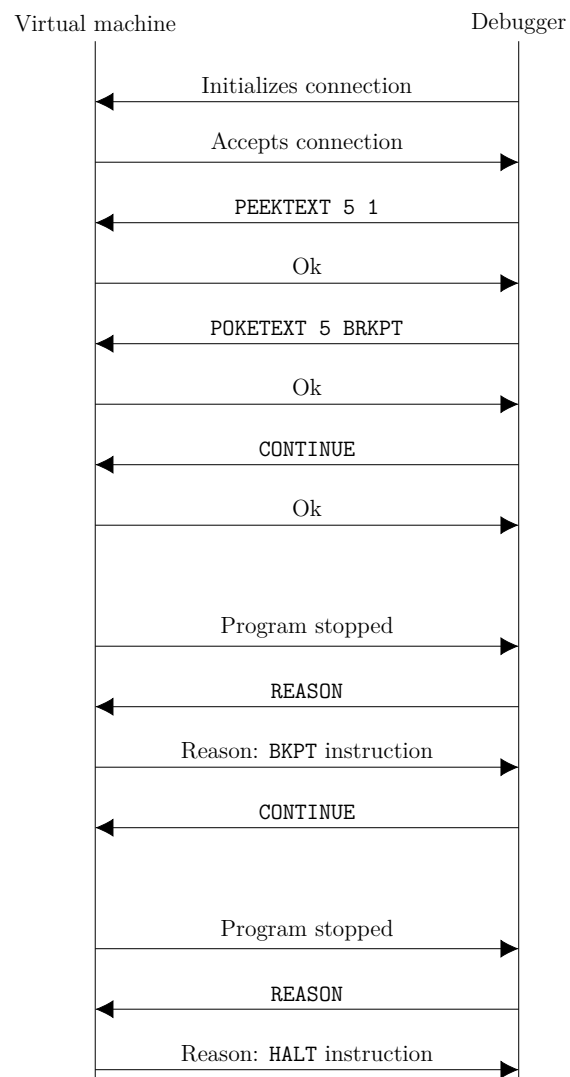 Virtual machine
Debugger
Initializes connection
Accepts connection
PEEKTEXT 5 1
Ok
POKETEXT 5 BRKPT
Ok
CONTINUE
Ok
Program stopped
REASON
Reason: BKPT instruction
CONTINUE
Program stopped
REASON
Reason: HALT instruction